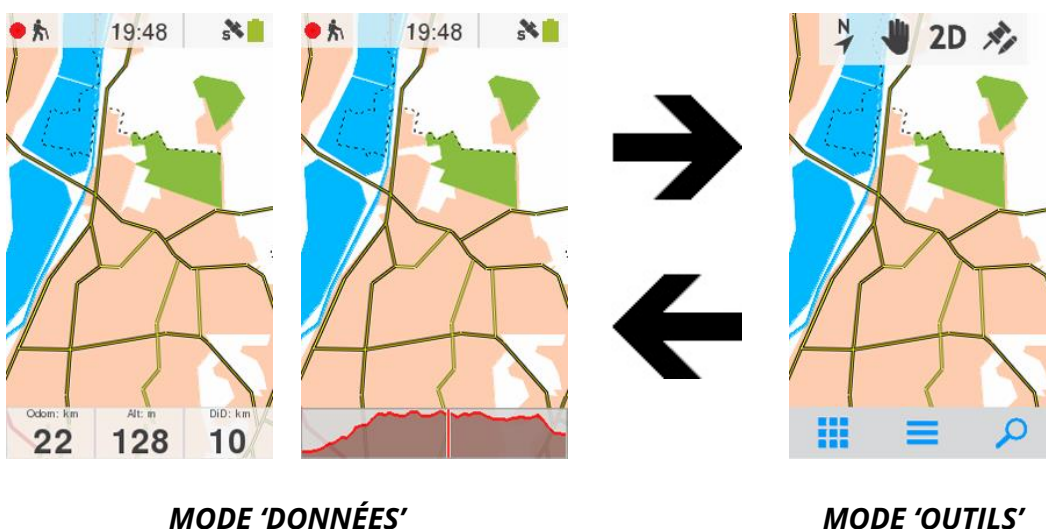 19:48
S
19:48
S
N
2D
Odom: km
Alt: m
DiD: km
22
128
10
MODE ‘DONNÉES’
MODE ‘OUTILS’